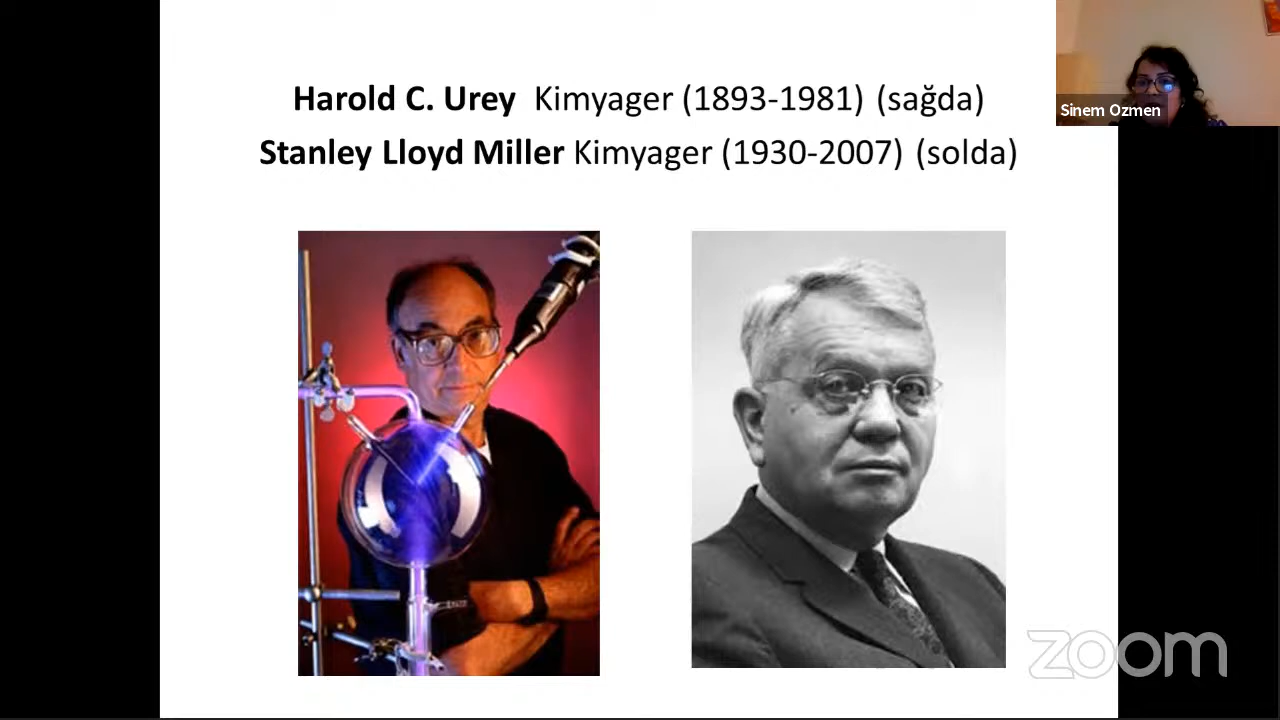 Harold C. Urey Kimyager (1893-1981) (sağda)
Stanley Lloyd Miller Kimyager (1930-2007) (solda)
Sinem Ozmen
zoom